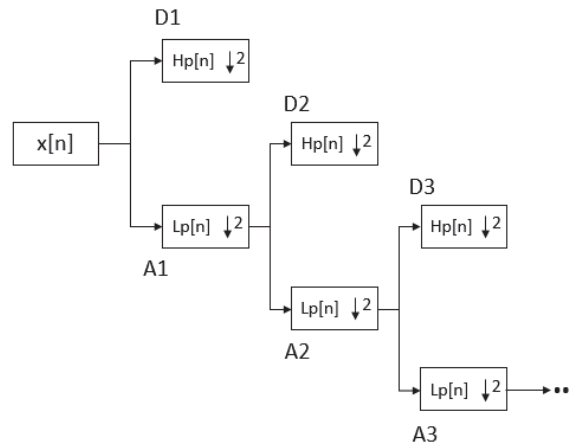 D1
Hp[n] ↓2
D2
x[n]
Hp[n] ↓2
D3
Lp[n] ↓2
Hp[n] ↓2
A1
Lp[n] ↓2
A2
Lp[n] ↓2
A3